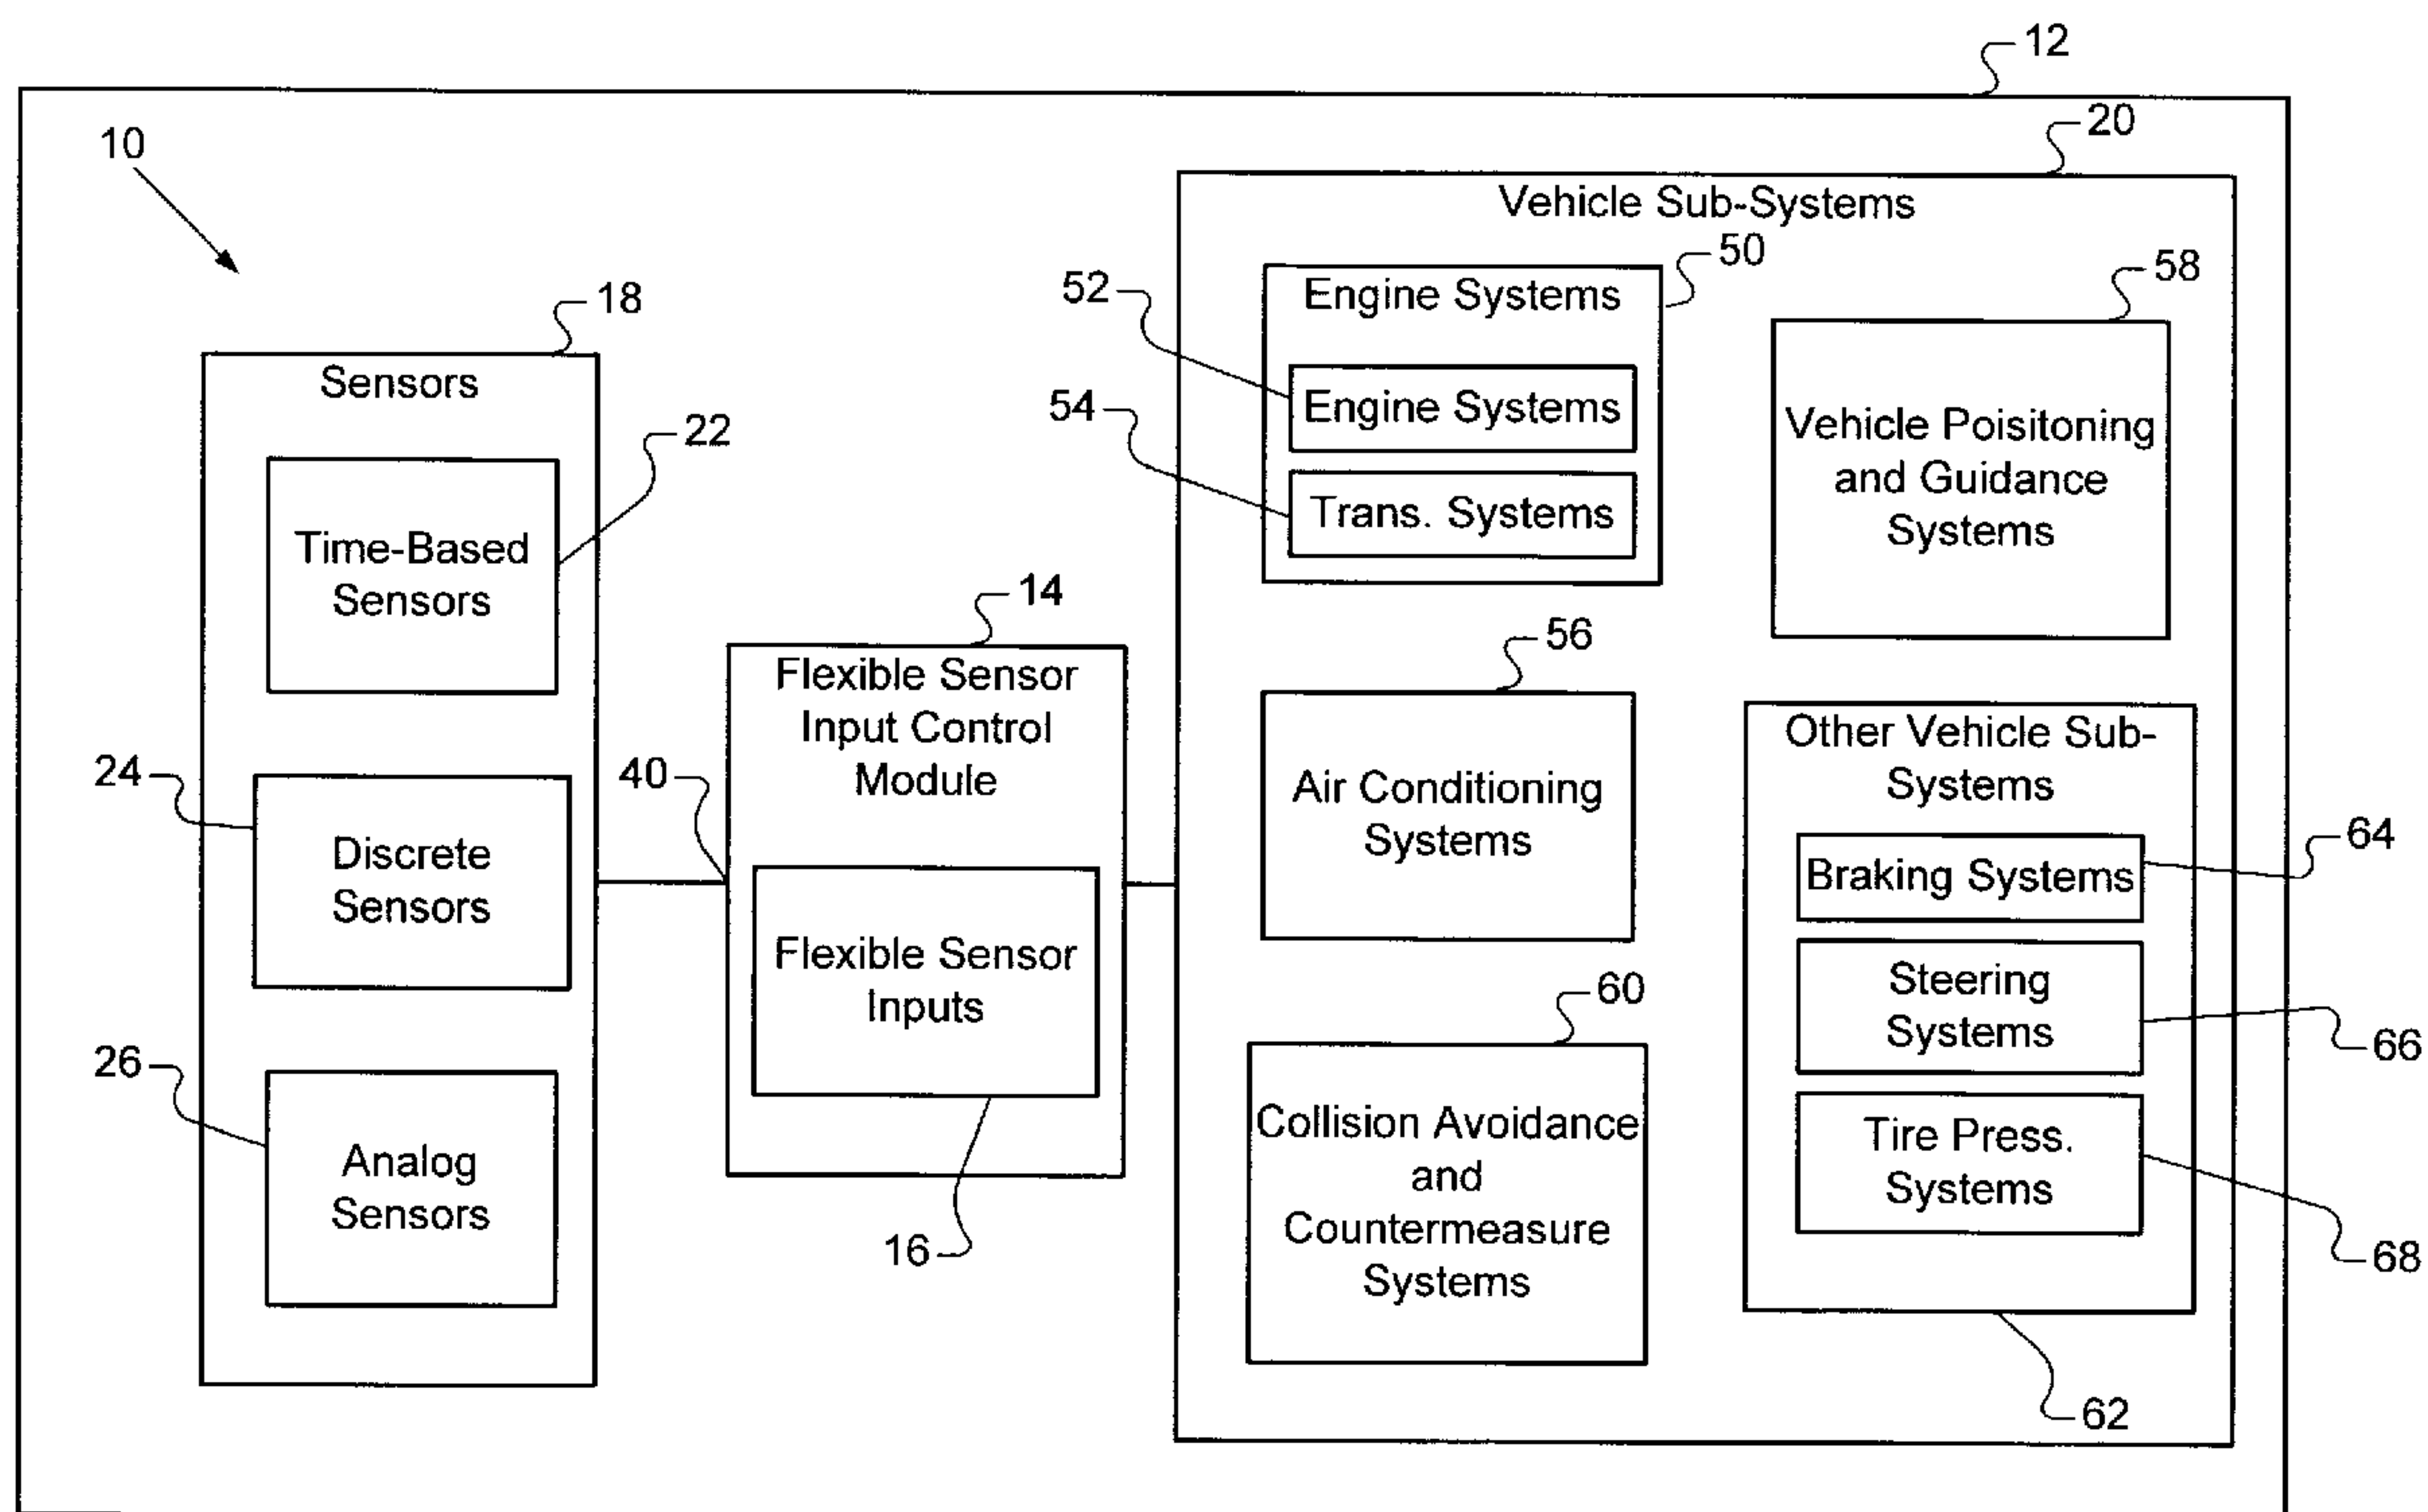 12
20
10
Vehicle Sub-Systems
50
58
52
Engine Systems
18
Sensors
54
Engine Systems
22
Vehicle Poisitoning
and Guidance
Systems
Trans. Systems
Time-Based
Sensors
14
56
Flexible Sensor
Input Control
Module
Other Vehicle Sub-
Systems
24
40
Air Conditioning
Systems
64
Discrete
Sensors
Braking Systems
Flexible Sensor
Inputs
60
Steering
Systems
66
26
Collision Avoidance
and
Countermeasure
Systems
Tire Press.
Systems
Analog
Sensors
16
68
62